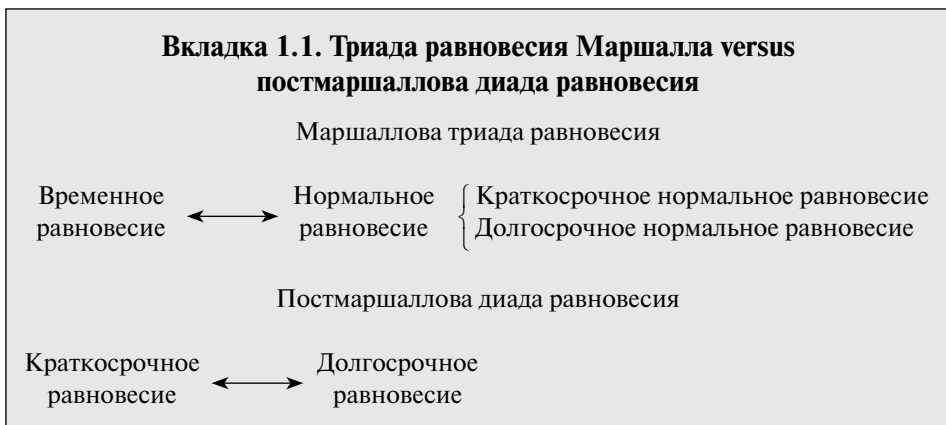 Вкладка 1.1. Триада равновесия Маршалла versus
постмаршаллова диада равновесия
Маршаллова триада равновесия
Временное равновесие
Нормальное равновесие
Краткосрочное нормальное равновесие
Долгосрочное нормальное равновесие
Постмаршаллова диада равновесия
Краткосрочное равновесие
Долгосрочное равновесие